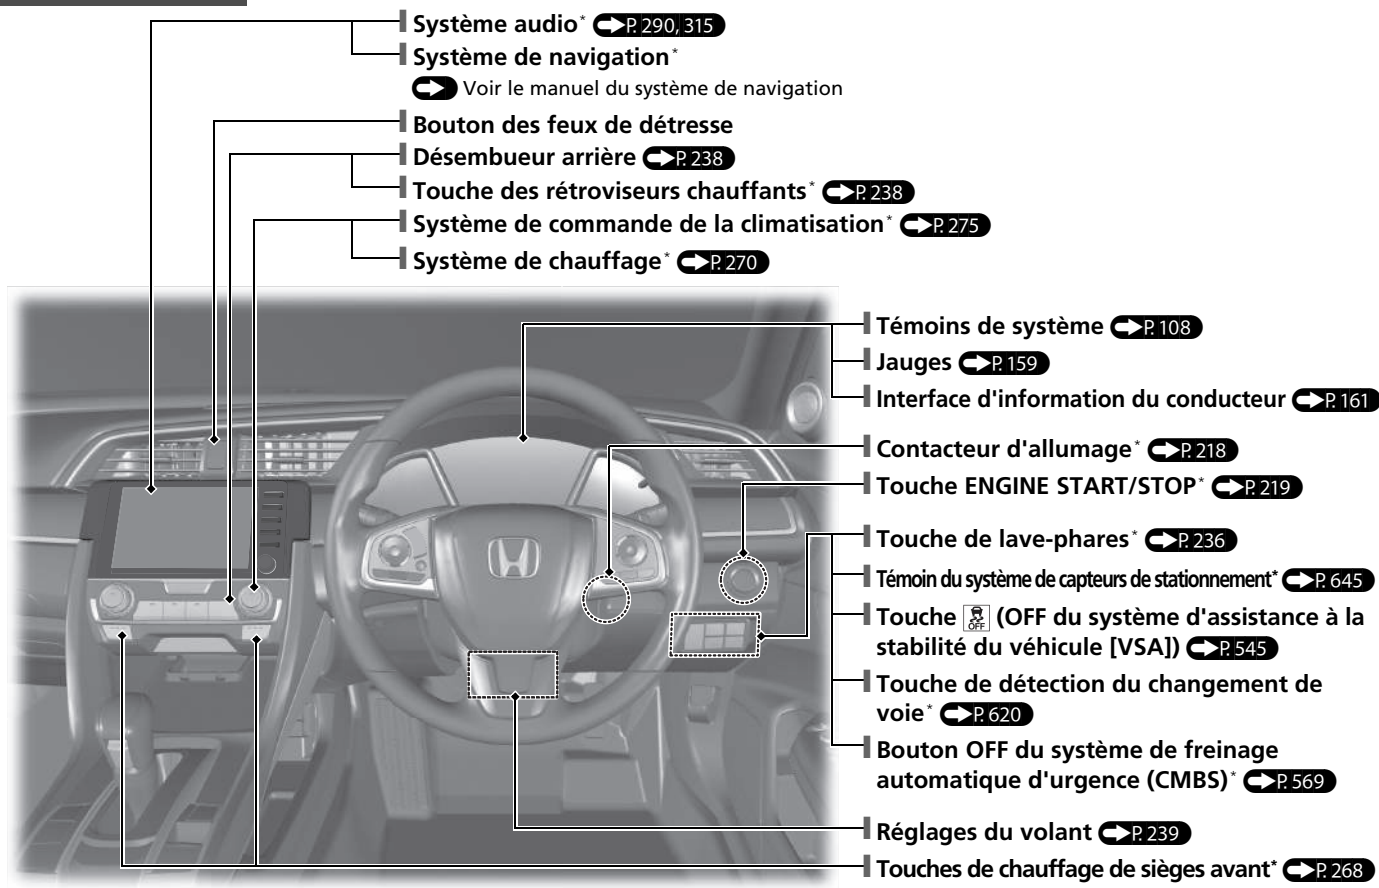 Système audio* P. 290, 315
Système de navigation*
Voir le manuel du système de navigation
Bouton des feux de détresse
Désembueur arrière P. 238
Touche des rétroviseurs chauffants* P. 238
Système de commande de la climatisation* P. 275
Système de chauffage* P. 270
Témoins de système P. 108
Jauges P. 159
Interface d'information du conducteur P. 161
Contacteur d'allumage* P. 218
Touche ENGINE START/STOP* P. 219
Touche de lave-phares* P. 236
Témoin du système de capteurs de stationnement* P. 645
Touche OFF (OFF du système d'assistance à la
stabilité du véhicule [VSA]) P. 545
Touche de détection du changement de
voie* P. 620
Bouton OFF du système de freinage
automatique d'urgence (CMBS)* P. 569
Réglages du volant P. 239
Touches de chauffage de sièges avant* P. 268